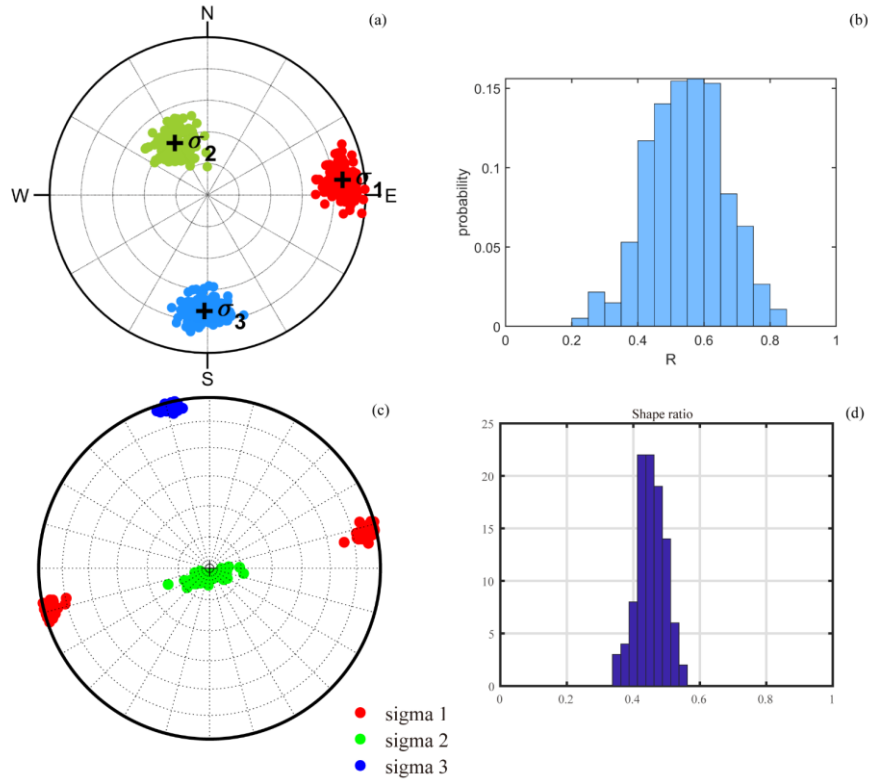 (a)
N
W
E
S
σ2
σ1
σ3
(b)
0.15
0.1
0.05
0
probability
0
0.2
0.4
0.6
0.8
1
R
(c)
sigma 1
sigma 2
sigma 3
(d)
Shape ratio
25
20
15
10
5
0
0
0.2
0.4
0.6
0.8
1